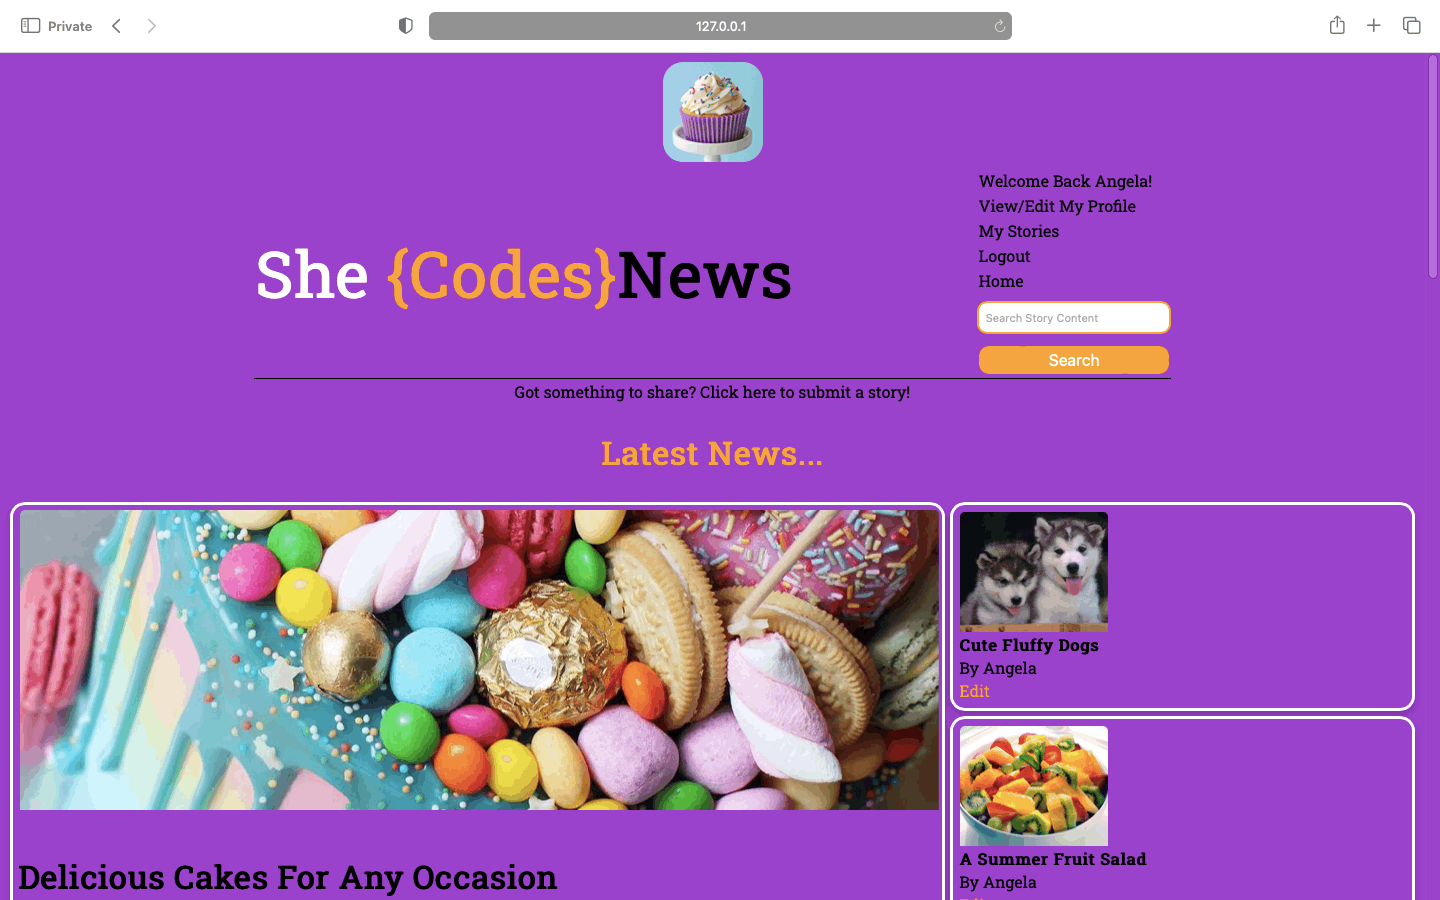 Private
127.0.0.1
Welcome Back Angela!
View/Edit My Profile
My Stories
Logout
Home
She {Codes}News
Search Story Content
Search
Got something to share? Click here to submit a story!
Latest News...
Delicious Cakes For Any Occasion
Cute Fluffy Dogs
By Angela
Edit
A Summer Fruit Salad
By Angela